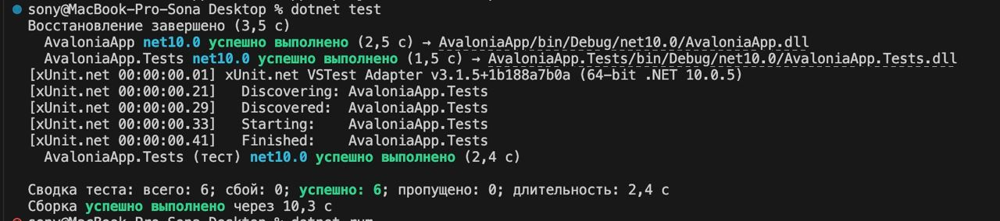 sony@MacBook-Pro-Sona Desktop % dotnet test
Восстановление завершено (3,5 с)
AvaloniaApp net10.0 успешно выполнено (2,5 с) → AvaloniaApp/bin/Debug/net10.0/AvaloniaApp.dll
AvaloniaApp.Tests net10.0 успешно выполнено (1,5 с) → AvaloniaApp.Tests/bin/Debug/net10.0/AvaloniaApp.Tests.dll
[xUnit.net 00:00:00.01] xUnit.net VSTest Adapter v3.1.5+1b188a7b0a (64-bit .NET 10.0.5)
[xUnit.net 00:00:00.21] Discovering: AvaloniaApp.Tests
[xUnit.net 00:00:00.29] Discovered: AvaloniaApp.Tests
[xUnit.net 00:00:00.33] Starting: AvaloniaApp.Tests
[xUnit.net 00:00:00.41] Finished: AvaloniaApp.Tests
AvaloniaApp.Tests (тест) net10.0 успешно выполнено (2,4 с)
Сводка теста: всего: 6; сбой: 0; успешно: 6; пропущено: 0; длительность: 2,4 с
Сборка успешно выполнено через 10,3 с
sony@MacBook-Pro-Sona Desktop % dotnet